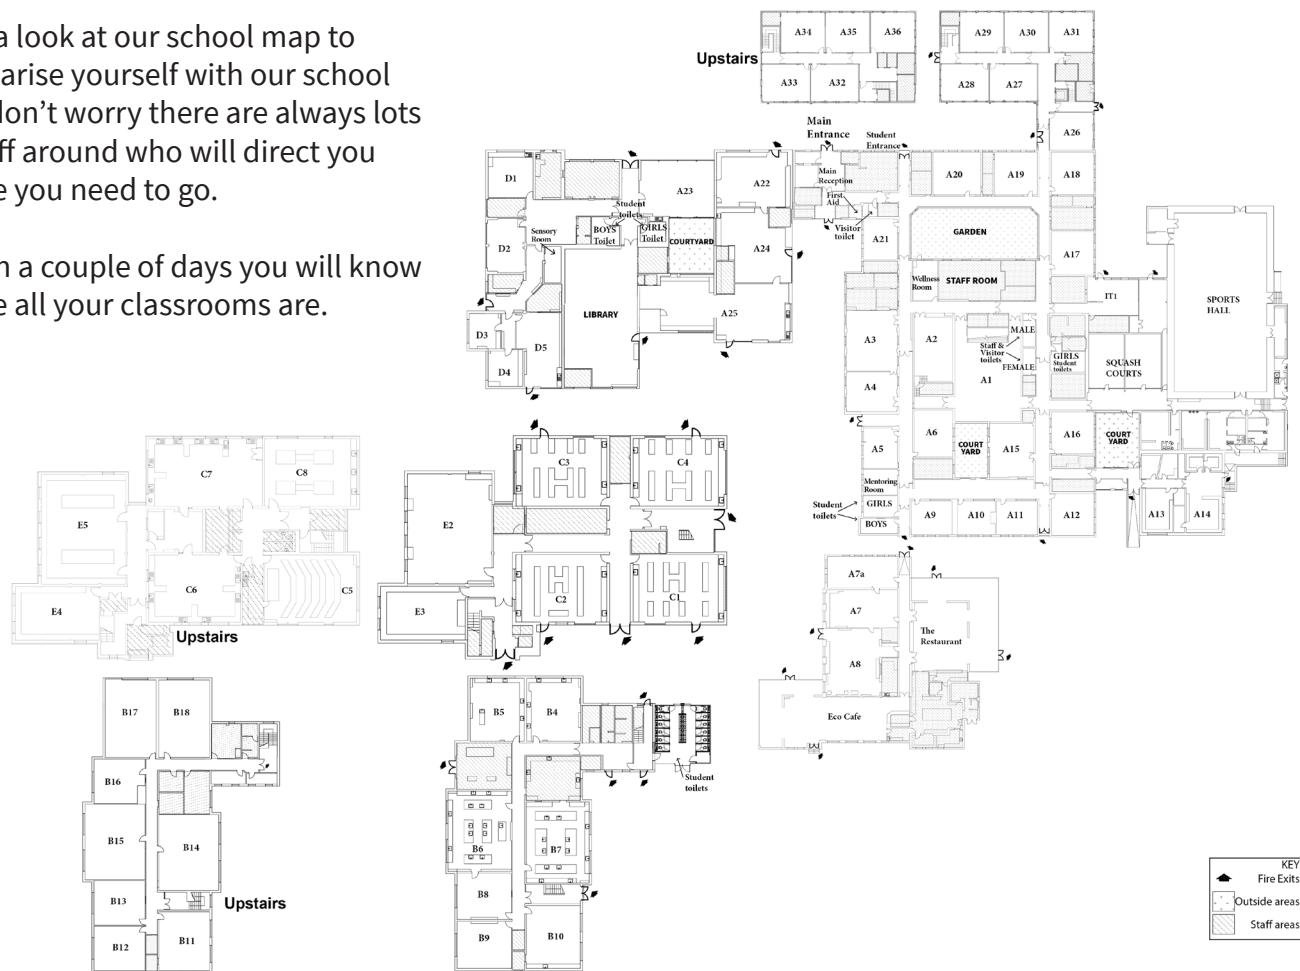 a look at our school map to
arise yourself with our school
don't worry there are always lots
ff around who will direct you
e you need to go.
n a couple of days you will know
e all your classrooms are.
Upstairs
A34
A35
A36
A33
A32
A29
A30
A31
A28
A27
A26
Main
Entrance
Student
Entrance
Main
Reception
First
Aid
Visitor
toilet
A20
A19
A18
A21
GARDEN
A17
Wellness
Room
STAFF ROOM
IT1
SPORTS
HALL
D1
A23
A22
Student
toilets
Sensory
Room
BOYS
Toilet
GIRLS
Toilet
COURTYARD
A24
D2
LIBRARY
A25
D3
D5
D4
A3
A2
MALE
Staff &
Visitor
toilets
FEMALE
A1
GIRLS
Student
toilets
SQUASH
COURTS
A4
A5
A6
COURT
YARD
A15
A16
COURT
YARD
Mentoring
Room
Student
toilets
GIRLS
BOYS
A9
A10
A11
A12
A13
A14
C7
C8
E5
C6
C5
E4
Upstairs
C3
C4
E2
C2
C1
E3
A7a
A7
The
Restaurant
A8
Eco Cafe
B17
B18
B16
B15
B14
B13
Upstairs
B12
B11
B5
B4
Student
toilets
B6
B7
B8
B9
B10
KEY
Fire Exits
Outside areas
Staff areas